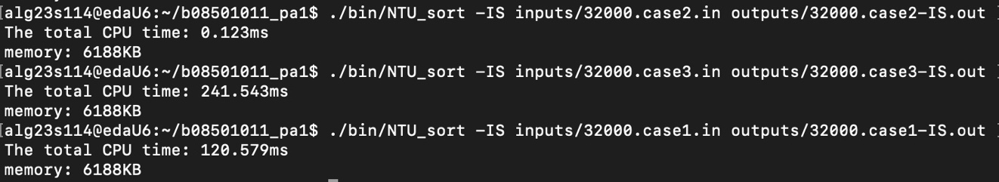 [alg23s114@edaU6:~/b08501011_pa1$ ./bin/NTU_sort -IS inputs/32000.case2.in outputs/32000.case2-IS.out ]
The total CPU time: 0.123ms
memory: 6188KB
[alg23s114@edaU6:~/b08501011_pa1$ ./bin/NTU_sort -IS inputs/32000.case3.in outputs/32000.case3-IS.out ]
The total CPU time: 241.543ms
memory: 6188KB
[alg23s114@edaU6:~/b08501011_pa1$ ./bin/NTU_sort -IS inputs/32000.case1.in outputs/32000.case1-IS.out ]
The total CPU time: 120.579ms
memory: 6188KB